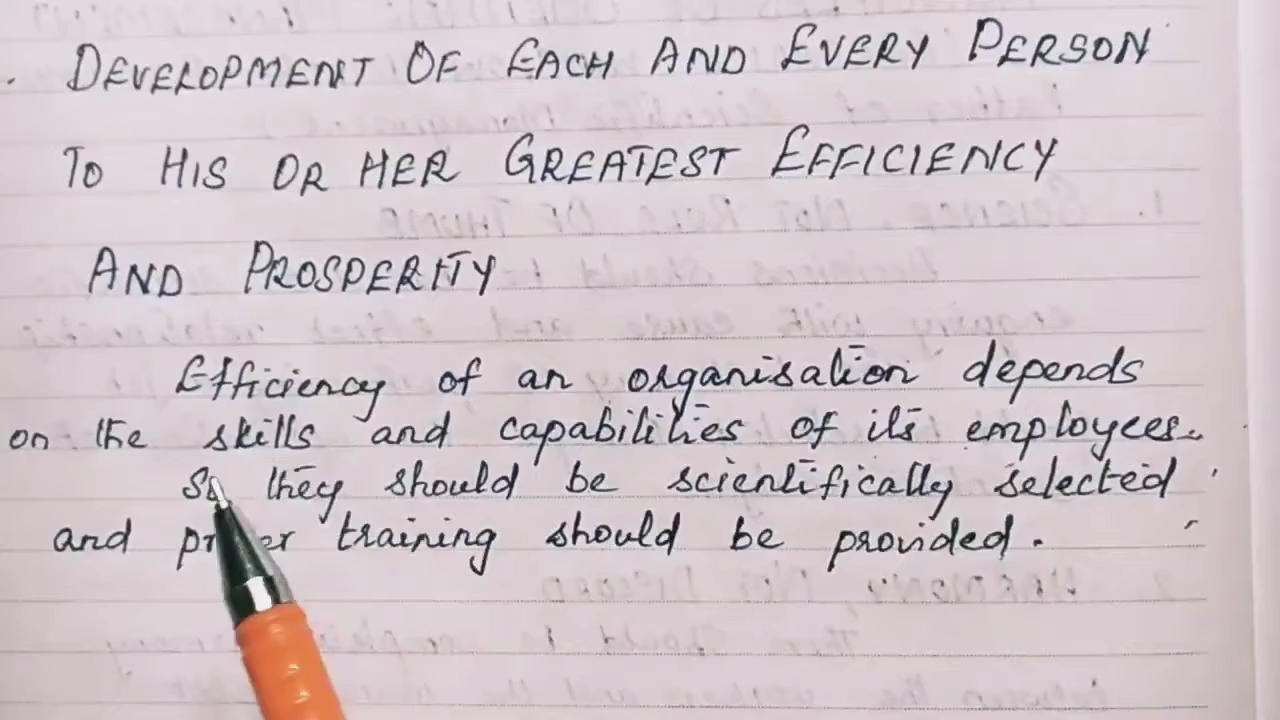 . DEVELOPMENT OF EACH AND EVERY PERSON
TO HIS OR HER GREATEST EFFICIENCY
AND PROSPERITY
Efficiency of an organisation depends
on the skills and capabilities of its employees.
So they should be scientifically selected
and training should be provided.